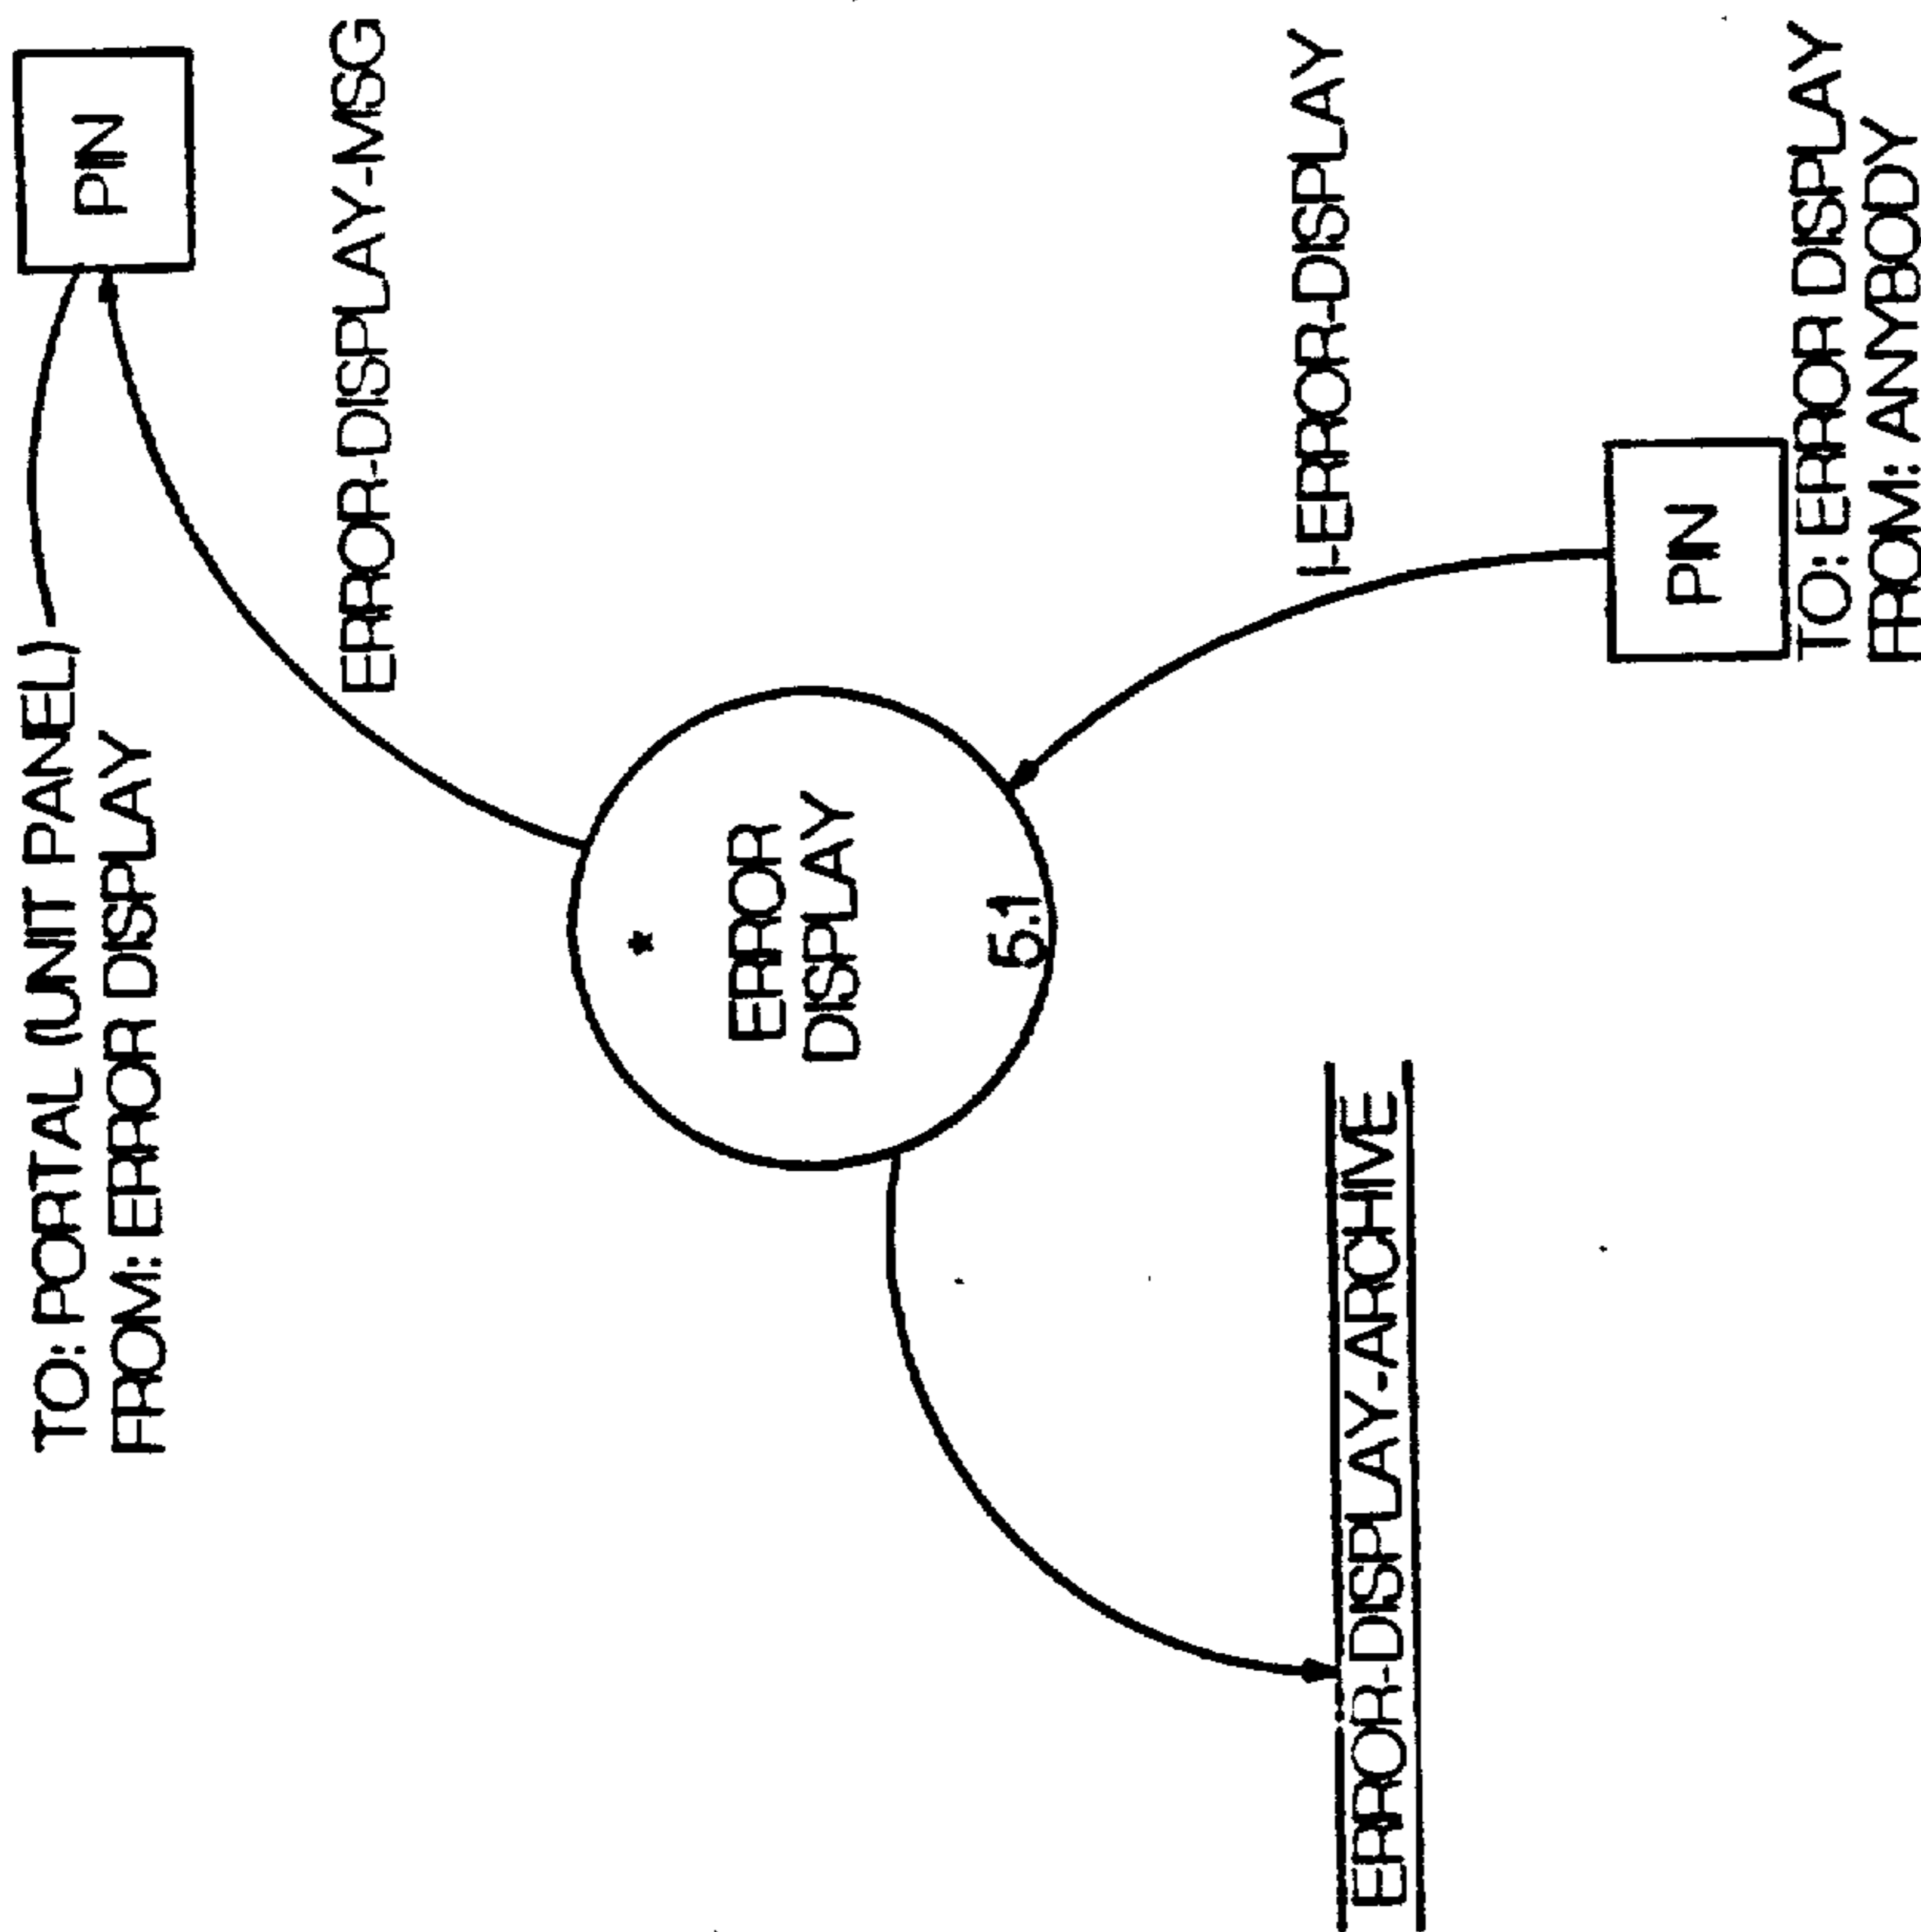 TO: PORTAL (UNIT PANEL)
FROM: ERROR DISPLAY
PIN
ERROR-DISPLAY-MSG
*
ERROR
DISPLAY
5.1
I-ERROR-DISPLAY
ERROR-DISPLAY-ARCHIVE
PIN
TO: ERROR DISPLAY
FROM: ANYBODY